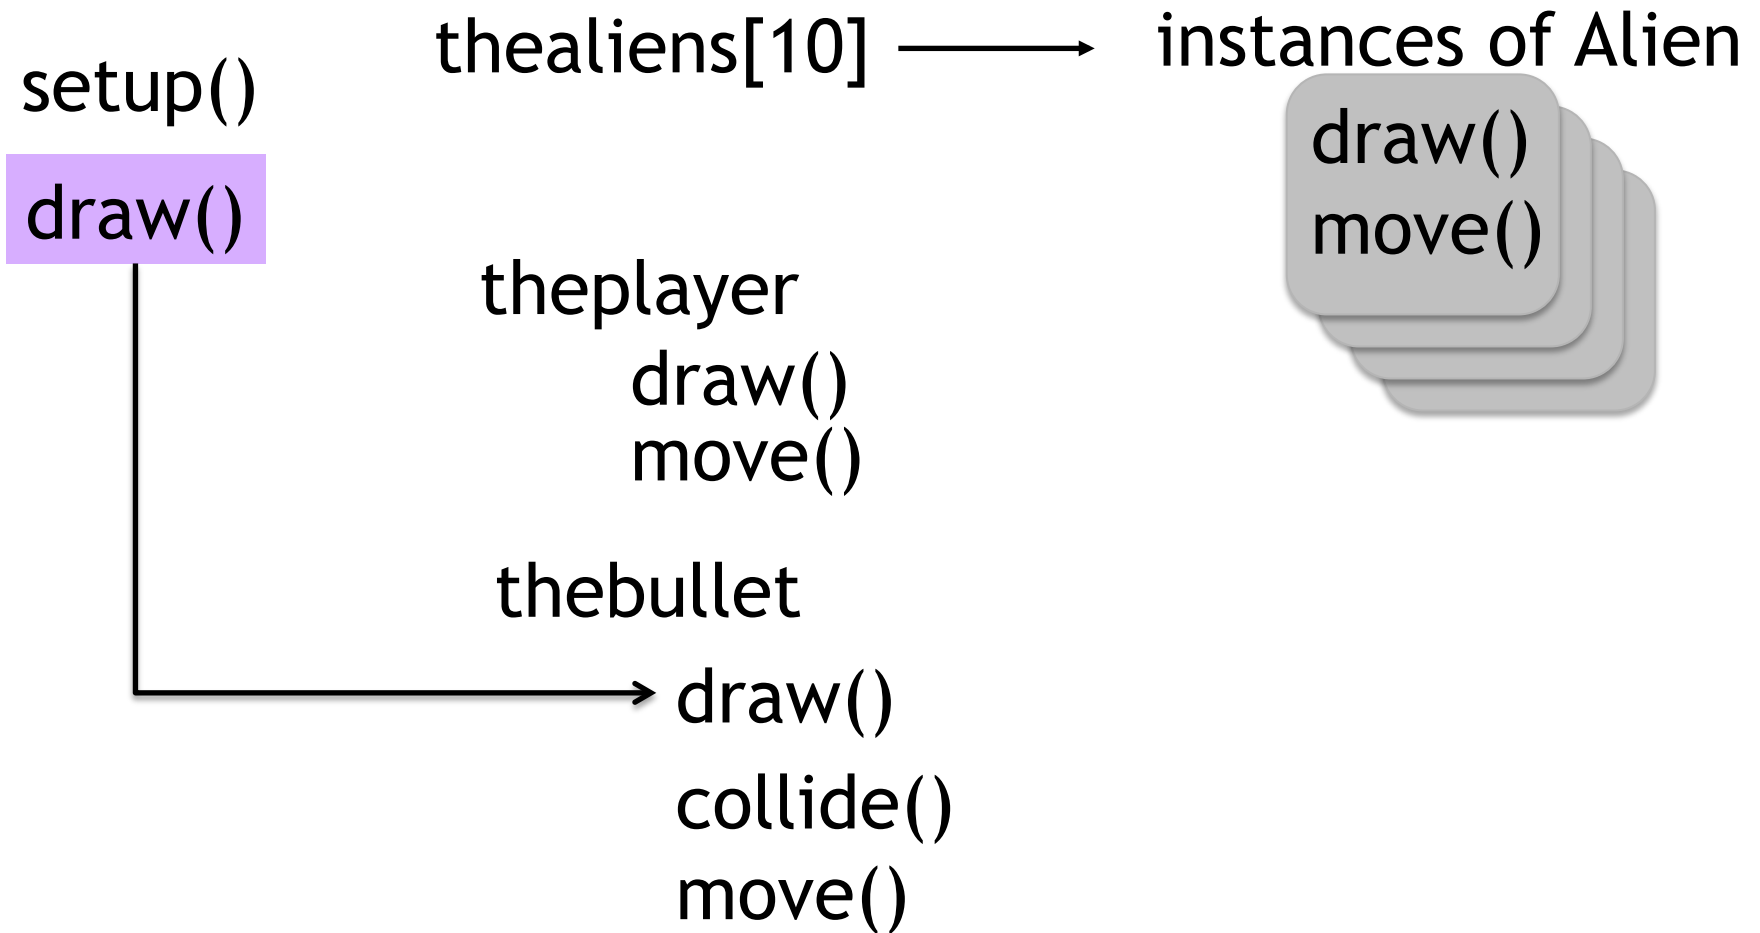 setup()
draw()
thealiens[10]
instances of Alien
draw()
move()
theplayer
draw()
move()
thebullet
draw()
collide()
move()